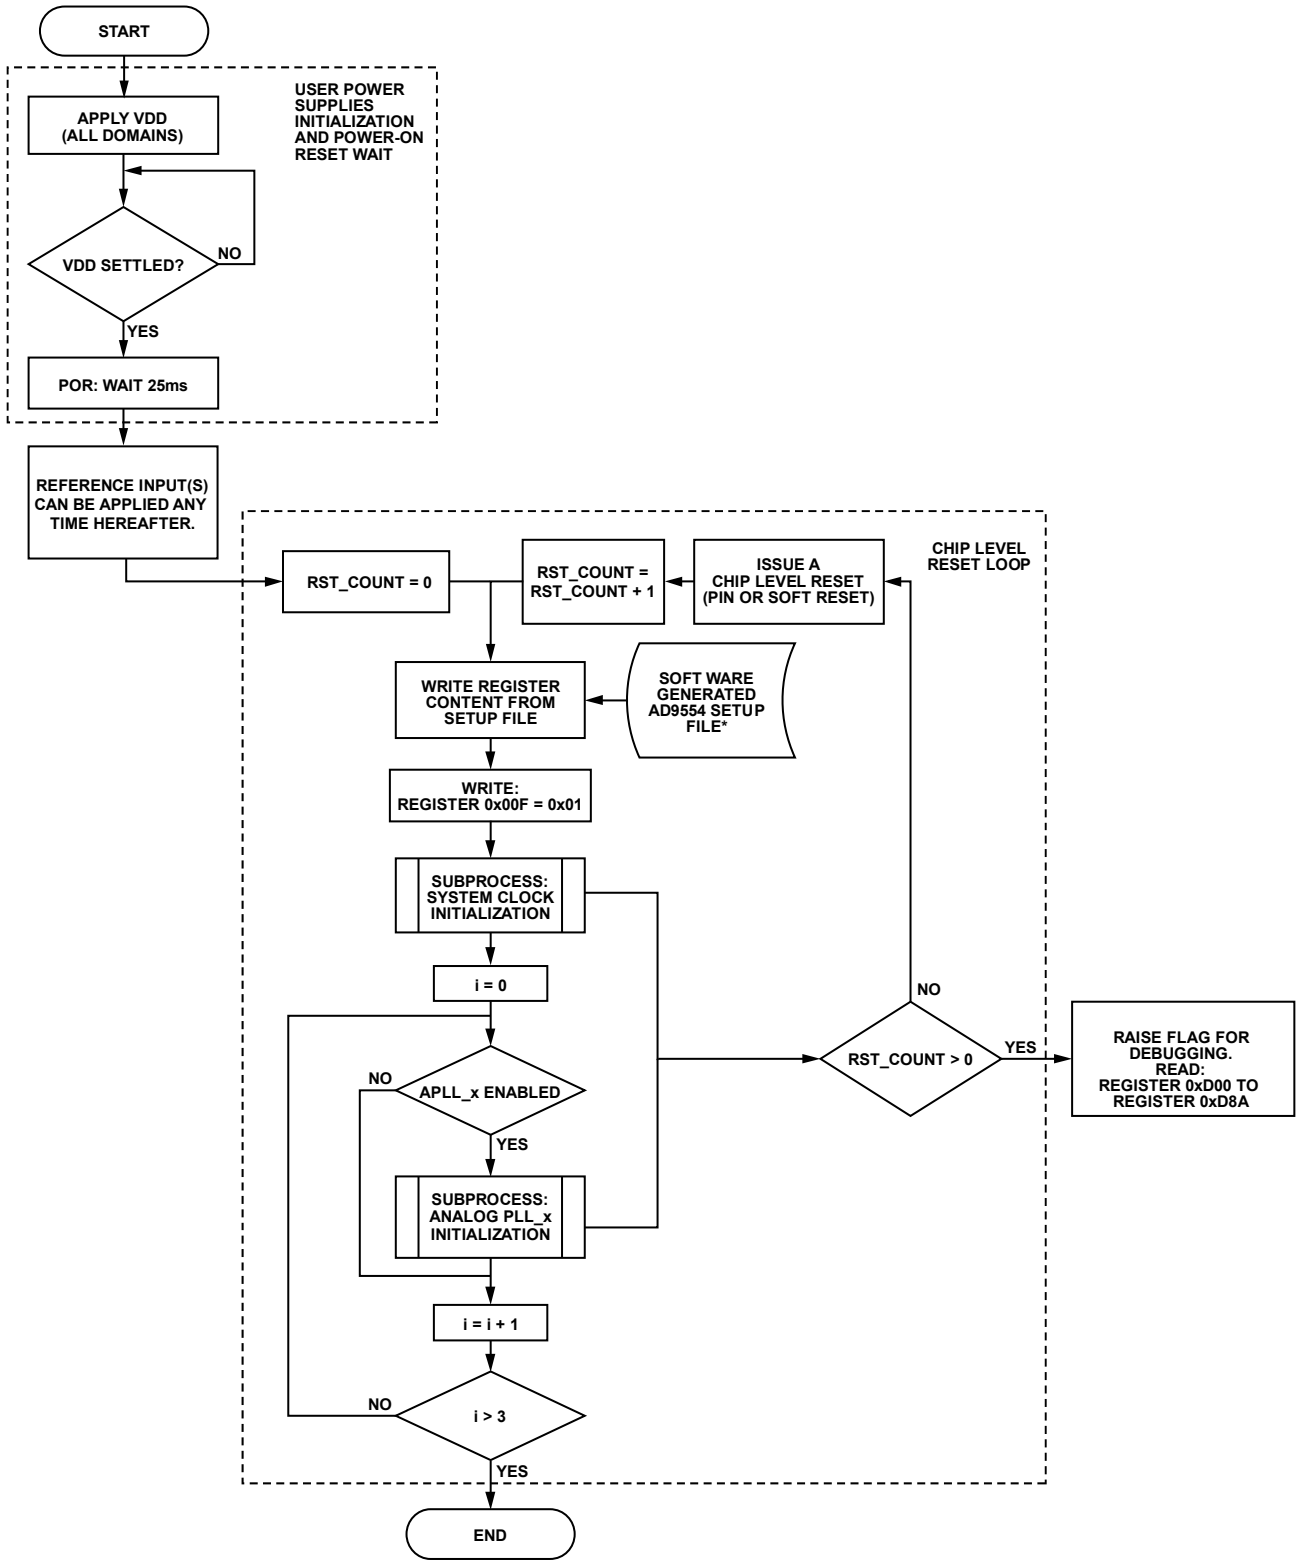 START
USER POWER
SUPPLIES
INITIALIZATION
AND POWER-ON
RESET WAIT
APPLY VDD
(ALL DOMAINS)
NO
VDD SETTLED?
YES
POR: WAIT 25ms
REFERENCE INPUT(S)
CAN BE APPLIED ANY
TIME HEREAFTER.
CHIP LEVEL
RESET LOOP
RST_COUNT = 0
RST_COUNT =
RST_COUNT + 1
ISSUE A
CHIP LEVEL RESET
(PIN OR SOFT RESET)
WRITE REGISTER
CONTENT FROM
SETUP FILE
SOFT WARE
GENERATED
AD9554 SETUP
FILE*
WRITE:
REGISTER 0x00F = 0x01
SUBPROCESS:
SYSTEM CLOCK
INITIALIZATION
i = 0
NO
RST_COUNT > 0
YES
RAISE FLAG FOR
DEBUGGING.
READ:
REGISTER 0xD00 TO
REGISTER 0xD8A
NO
APLL_x ENABLED
YES
SUBPROCESS:
ANALOG PLL_x
INITIALIZATION
i = i + 1
NO
i > 3
YES
END